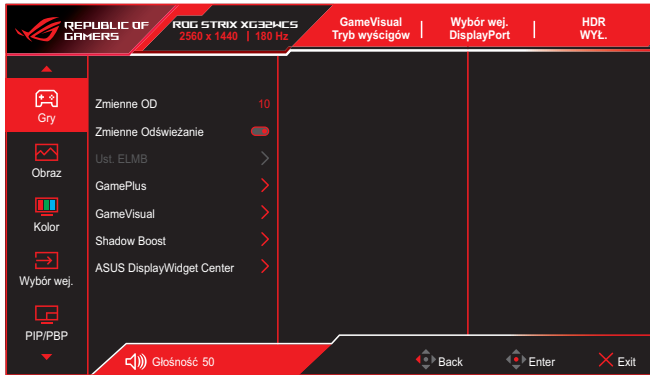 REPUBLIC OF GAMERS
ROG STRIX XG32WCS
2560 x 1440 | 180 Hz
GameVisual
Tryb wyścigów
Wybór wej.
DisplayPort
HDR
WYŁ.
Gry
Obraz
Kolor
Wybór wej.
PIP/PBP
Zmienne OD 10
Zmienne Odświeżanie
Ust. ELMB
GamePlus
GameVisual
Shadow Boost
ASUS DisplayWidget Center
Głośność 50
Back
Enter
Exit